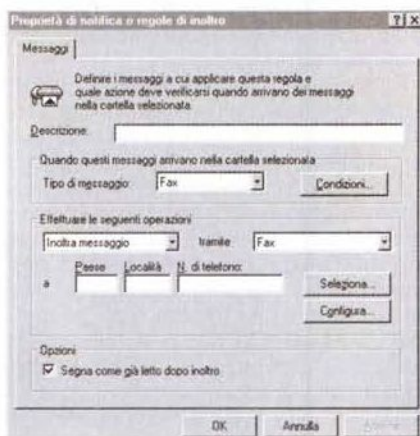 Proprietà di notifica o regole di inoltro
Messaggi
Definire i messaggi a cui applicare questa regola e
quale azione deve verificarsi quando arrivano dei messaggi
nella cartella selezionata.
Descrizione:
Quando questi messaggi arrivano nella cartella selezionata
Tipo di messaggio: Fax Condizioni...
Effettuare le seguenti operazioni
Inoltra messaggio tramite Fax
Paese Località N. di telefono:
a Seleziona...
Configura...
Opzioni
Segna come già letto dopo inoltro
OK Annulla